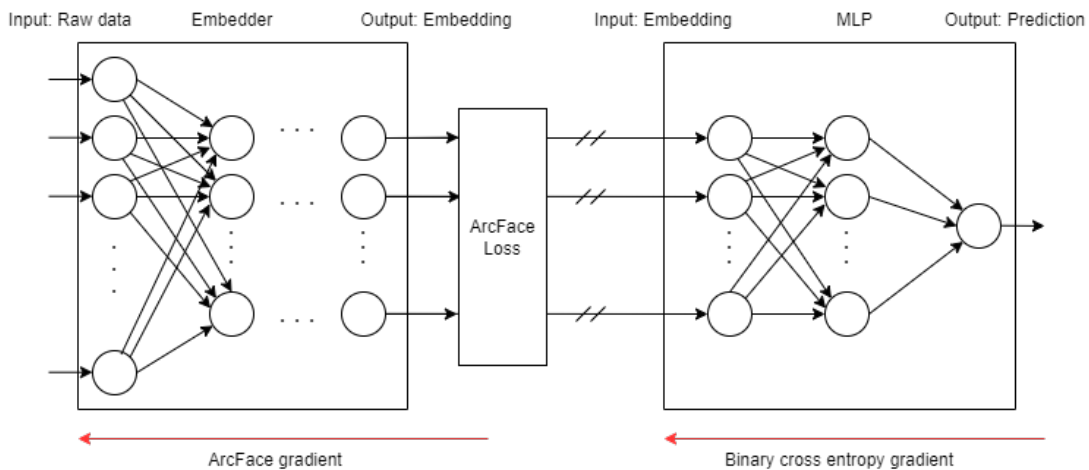 Input: Raw data
Embedder
Output: Embedding
Input: Embedding
MLP
Output: Prediction
ArcFace
Loss
ArcFace gradient
Binary cross entropy gradient